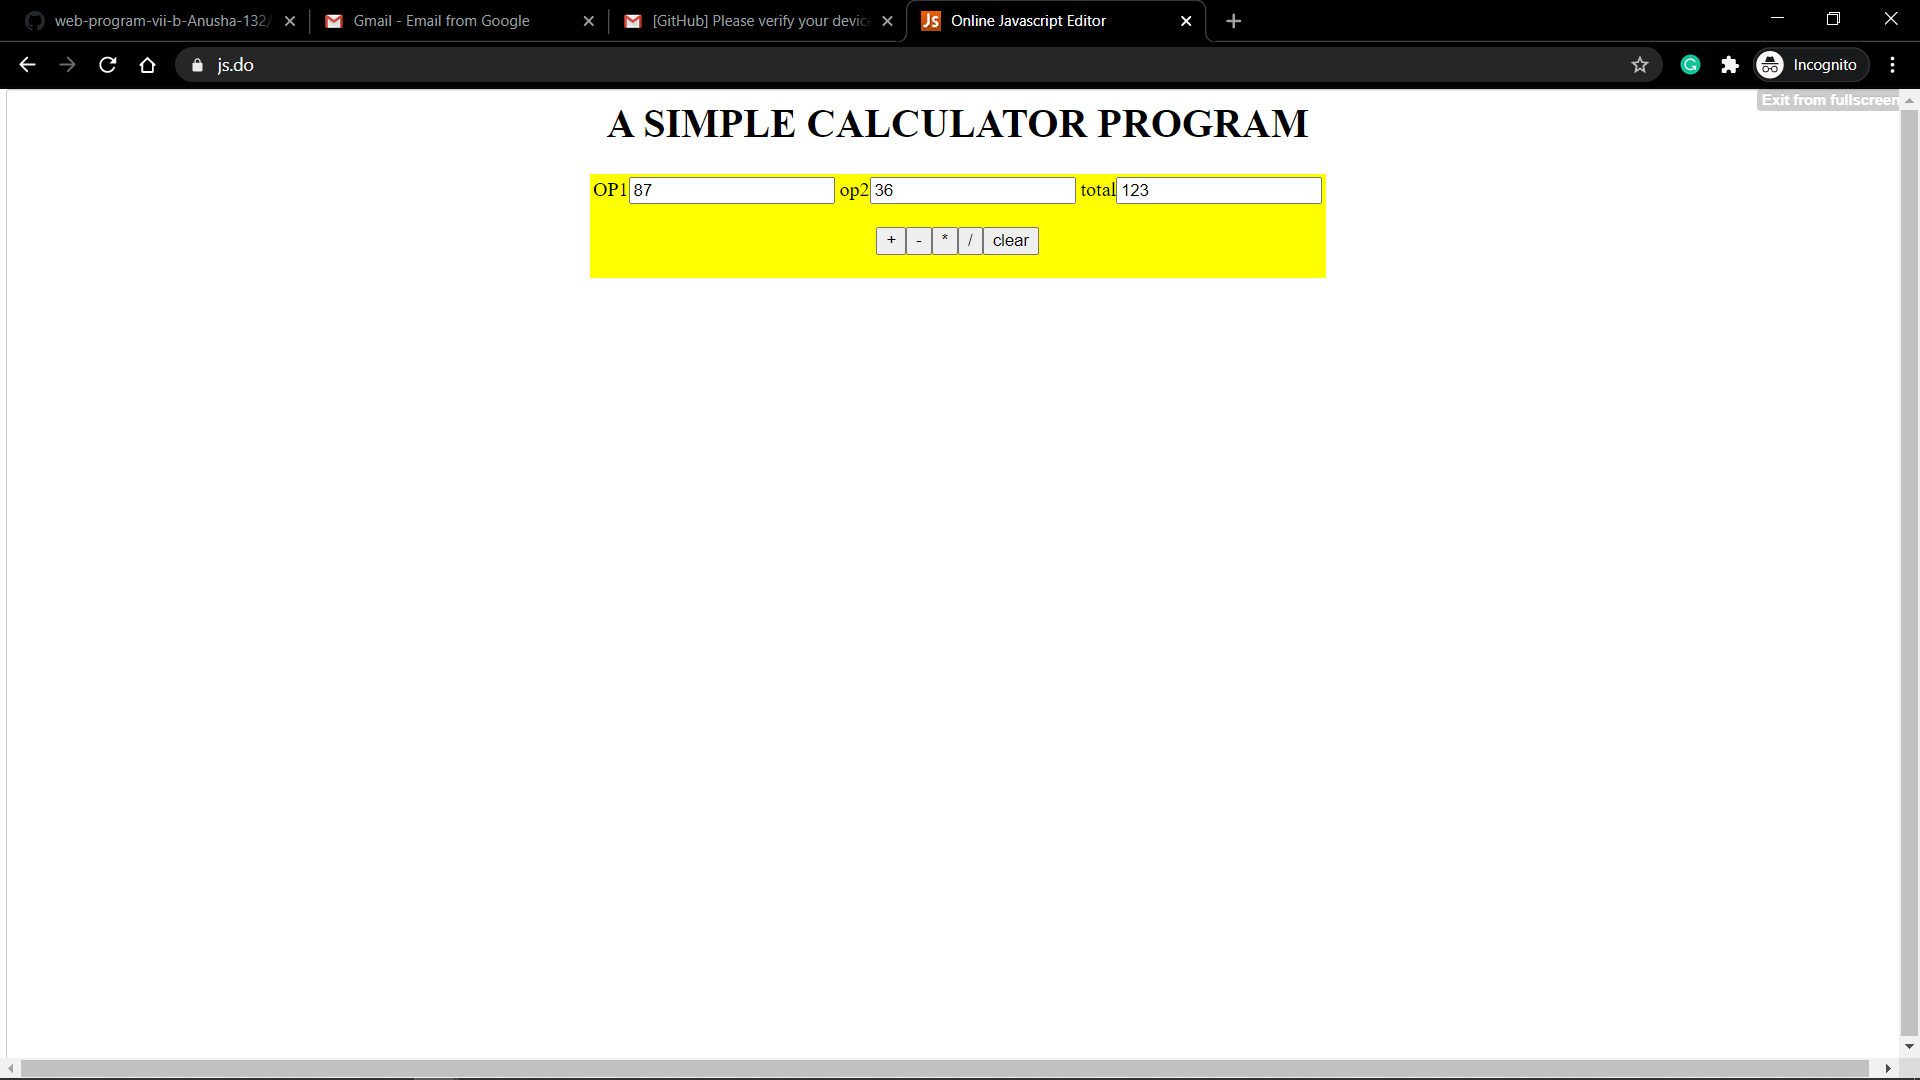 web-program-vii-b-Anusha-132/
Gmail - Email from Google
[GitHub] Please verify your device
Online Javascript Editor
js.do
Incognito
Exit from fullscreen
A SIMPLE CALCULATOR PROGRAM
OP1 87 op2 36 total 123
+ - * / clear